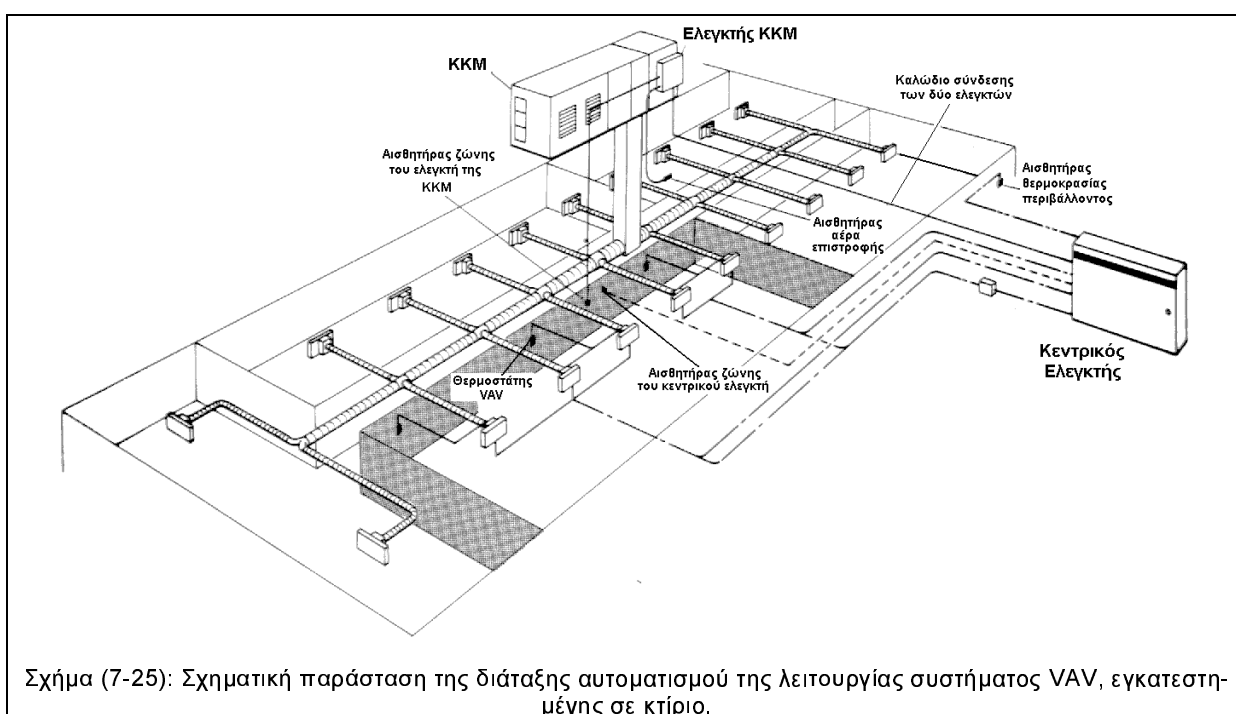 Ελεγκτής ΚΚΜ
ΚΚΜ
Καλώδιο σύνδεσης
των δύο ελεγκτών
Αισθητήρας ζώνης
του ελεγκτή της
ΚΚΜ
Αισθητήρας
θερμοκρασίας
περιβάλλοντος
Αισθητήρας
αέρα
επιστροφής
Θερμοστάτης
VAV
Αισθητήρας ζώνης
του κεντρικού ελεγκτή
Κεντρικός
Ελεγκτής
Σχήμα (7-25): Σχηματική παράσταση της διάταξης αυτοματισμού της λειτουργίας συστήματος VAV, εγκατεστη-
μένης σε κτίριο.